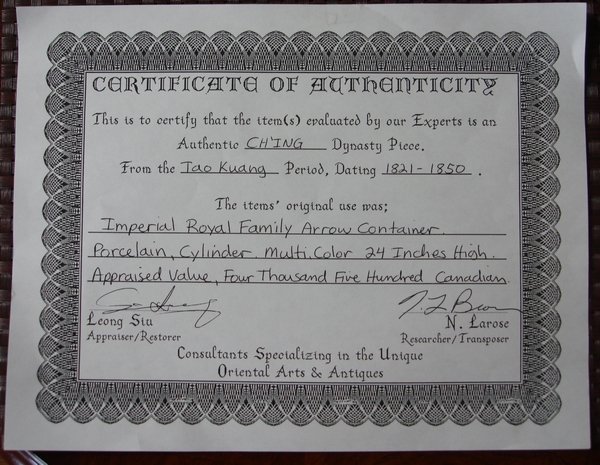 CERTIFICATE OF AUTHENTICITY
This is to certify that the item(s) evaluated by our Experts is an
Authentic CH'ING Dynasty Piece.
From the Tao Kuang Period, Dating 1821-1850.
The items' original use was;
Imperial Royal Family Arrow Container.
Porcelain, Cylinder. Multi.Color 24 Inches High.
Appraised Value, Four Thousand Five Hundred Canadian.
Leong Siu
Appraiser/Restorer
N. Larose
Researcher/Transposer
Consultants Specializing in the Unique
Oriental Arts & Antiques